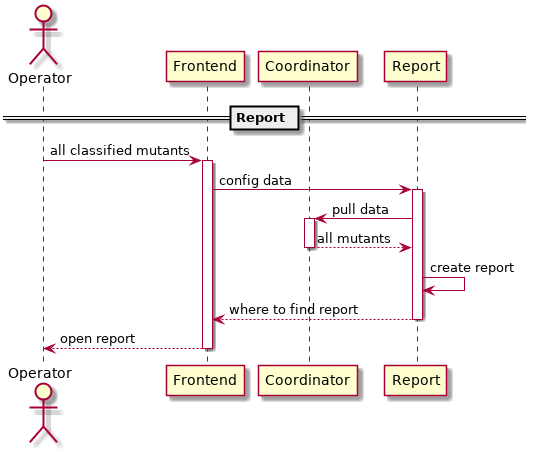 Operator
Frontend
Coordinator
Report
Report
all classified mutants
config data
pull data
all mutants
create report
where to find report
open report
Operator
Frontend
Coordinator
Report